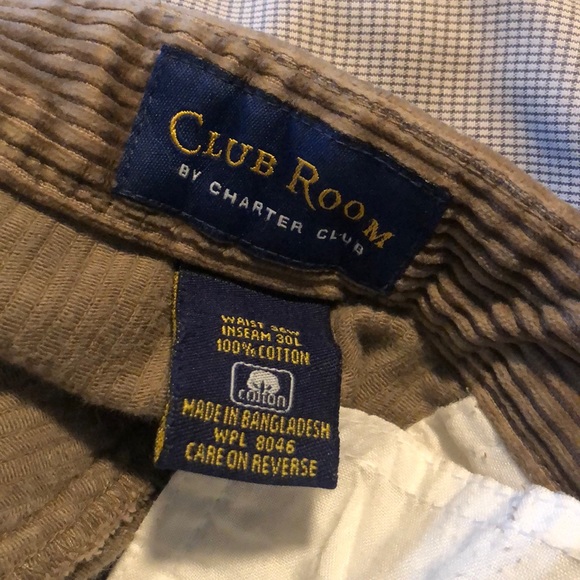 CLUB ROOM
BY CHARTER CLUB
WAIST 36W
INSEAM 30L
100% COTTON
cotton
MADE IN BANGLADESH
WPL 8046
CARE ON REVERSE